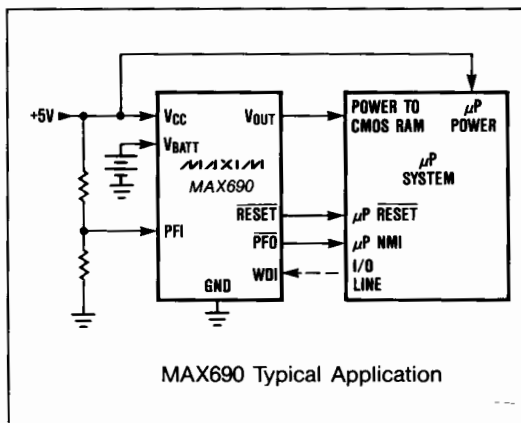 +5V
VCC
VOUT
VBATT
MAXIM
MAX690
RESET
PFI
PFO
WDI
GND
POWER TO
CMOS RAM
μP
POWER
μP
SYSTEM
μP RESET
μP NMI
I/O
LINE
MAX690 Typical Application